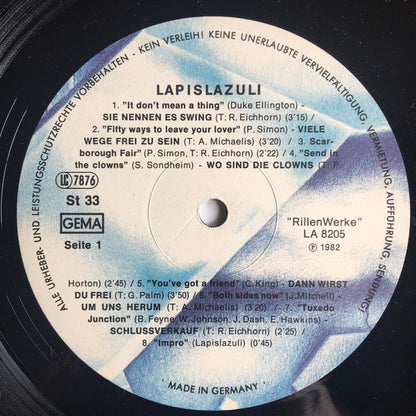 ALLE URHEBER- UND LEISTUNGSSCHUTZRECHTE VORBEHALTEN - KEIN VERLEIH! KEINE UNERLAUBTE VERVIELFÄLTIGUNG, VERMIETUNG, AUFFÜHRUNG, SENDUNG!
LAPISLAZULI
1. "It don't mean a thing" (Duke Ellington) -
SIE NENNEN ES SWING (T: R. Eichhorn) (3'15) /
2. "Fifty ways to leave your lover" (P. Simon) - VIELE
WEGE FREI ZU SEIN (T: A. Michaelis) (3'20) / 3. Scar-
borough Fair" (P. Simon, T: R. Eichhorn) (2'22) / 4. "Send in
the clowns" (S. Sondheim) - WO SIND DIE CLOWNS (T: P.
LC 7876
St 33
GEMA
Seite 1
"RillenWerke"
LA 8205
Ⓟ 1982
Horton) (2'45) / 5. "You've got a friend" (C. King) - DANN WIRST
DU FREI (T: G. Palm) (3'50) / 6. "Both sides now" (J. Mitchell) -
UM UNS HERUM (T: A. Michaelis) (3'20) / 7. "Tuxedo
Junction" (B. Feyne, W. Johnson, J. Dash, E. Hawkins) -
SCHLUSSVERKAUF (T: R. Eichhorn) (2'25) /
8. "Impro" (Lapislazuli) (0'45)
MADE IN GERMANY